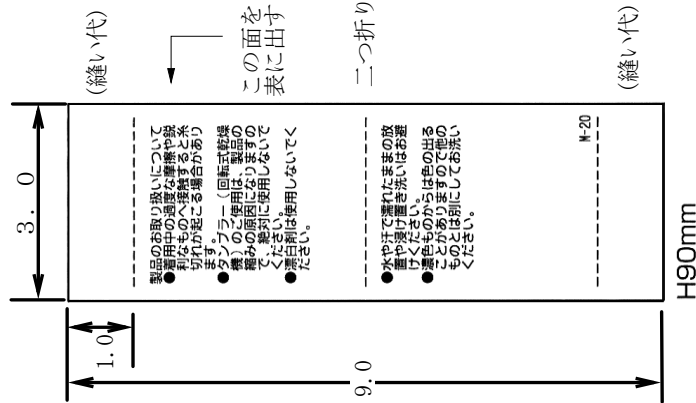 (縫い代)
この面を
表に出す
二つ折り
(縫い代)
3.0
1.0
9.0
製品のお取り扱いについて
●着用中の過度な摩擦や鋭
利なものへ接触すると糸
切れが起こる場合があり
ます。
●タンブラー(回転式乾燥
機)のご使用は、製品の
縮みの原因になりますの
で、絶対に使用しないで
ください。
●漂白剤は使用しないでく
ださい。
●水や汗で濡れたままの放
置や浸け置き洗いはお避
けください。
●濃色ものからは色の出る
ことがありますので他の
ものとは別にしてお洗い
ください。
M-20
H90mm